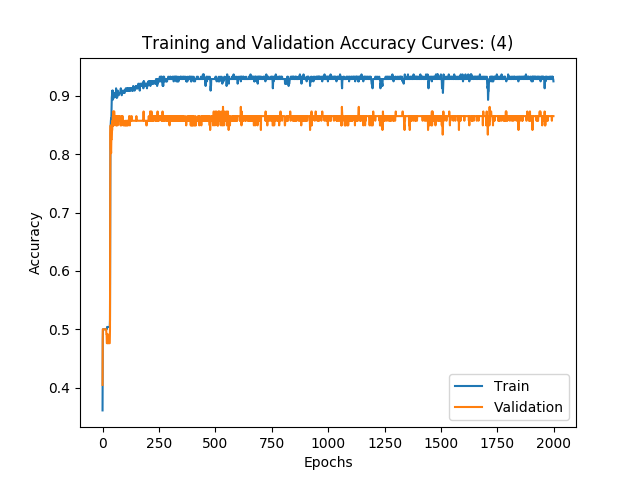 Training and Validation Accuracy Curves: (4)
0.9
0.8
0.7
0.6
0.5
0.4
Accuracy
Train
Validation
0 250 500 750 1000 1250 1500 1750 2000
Epochs